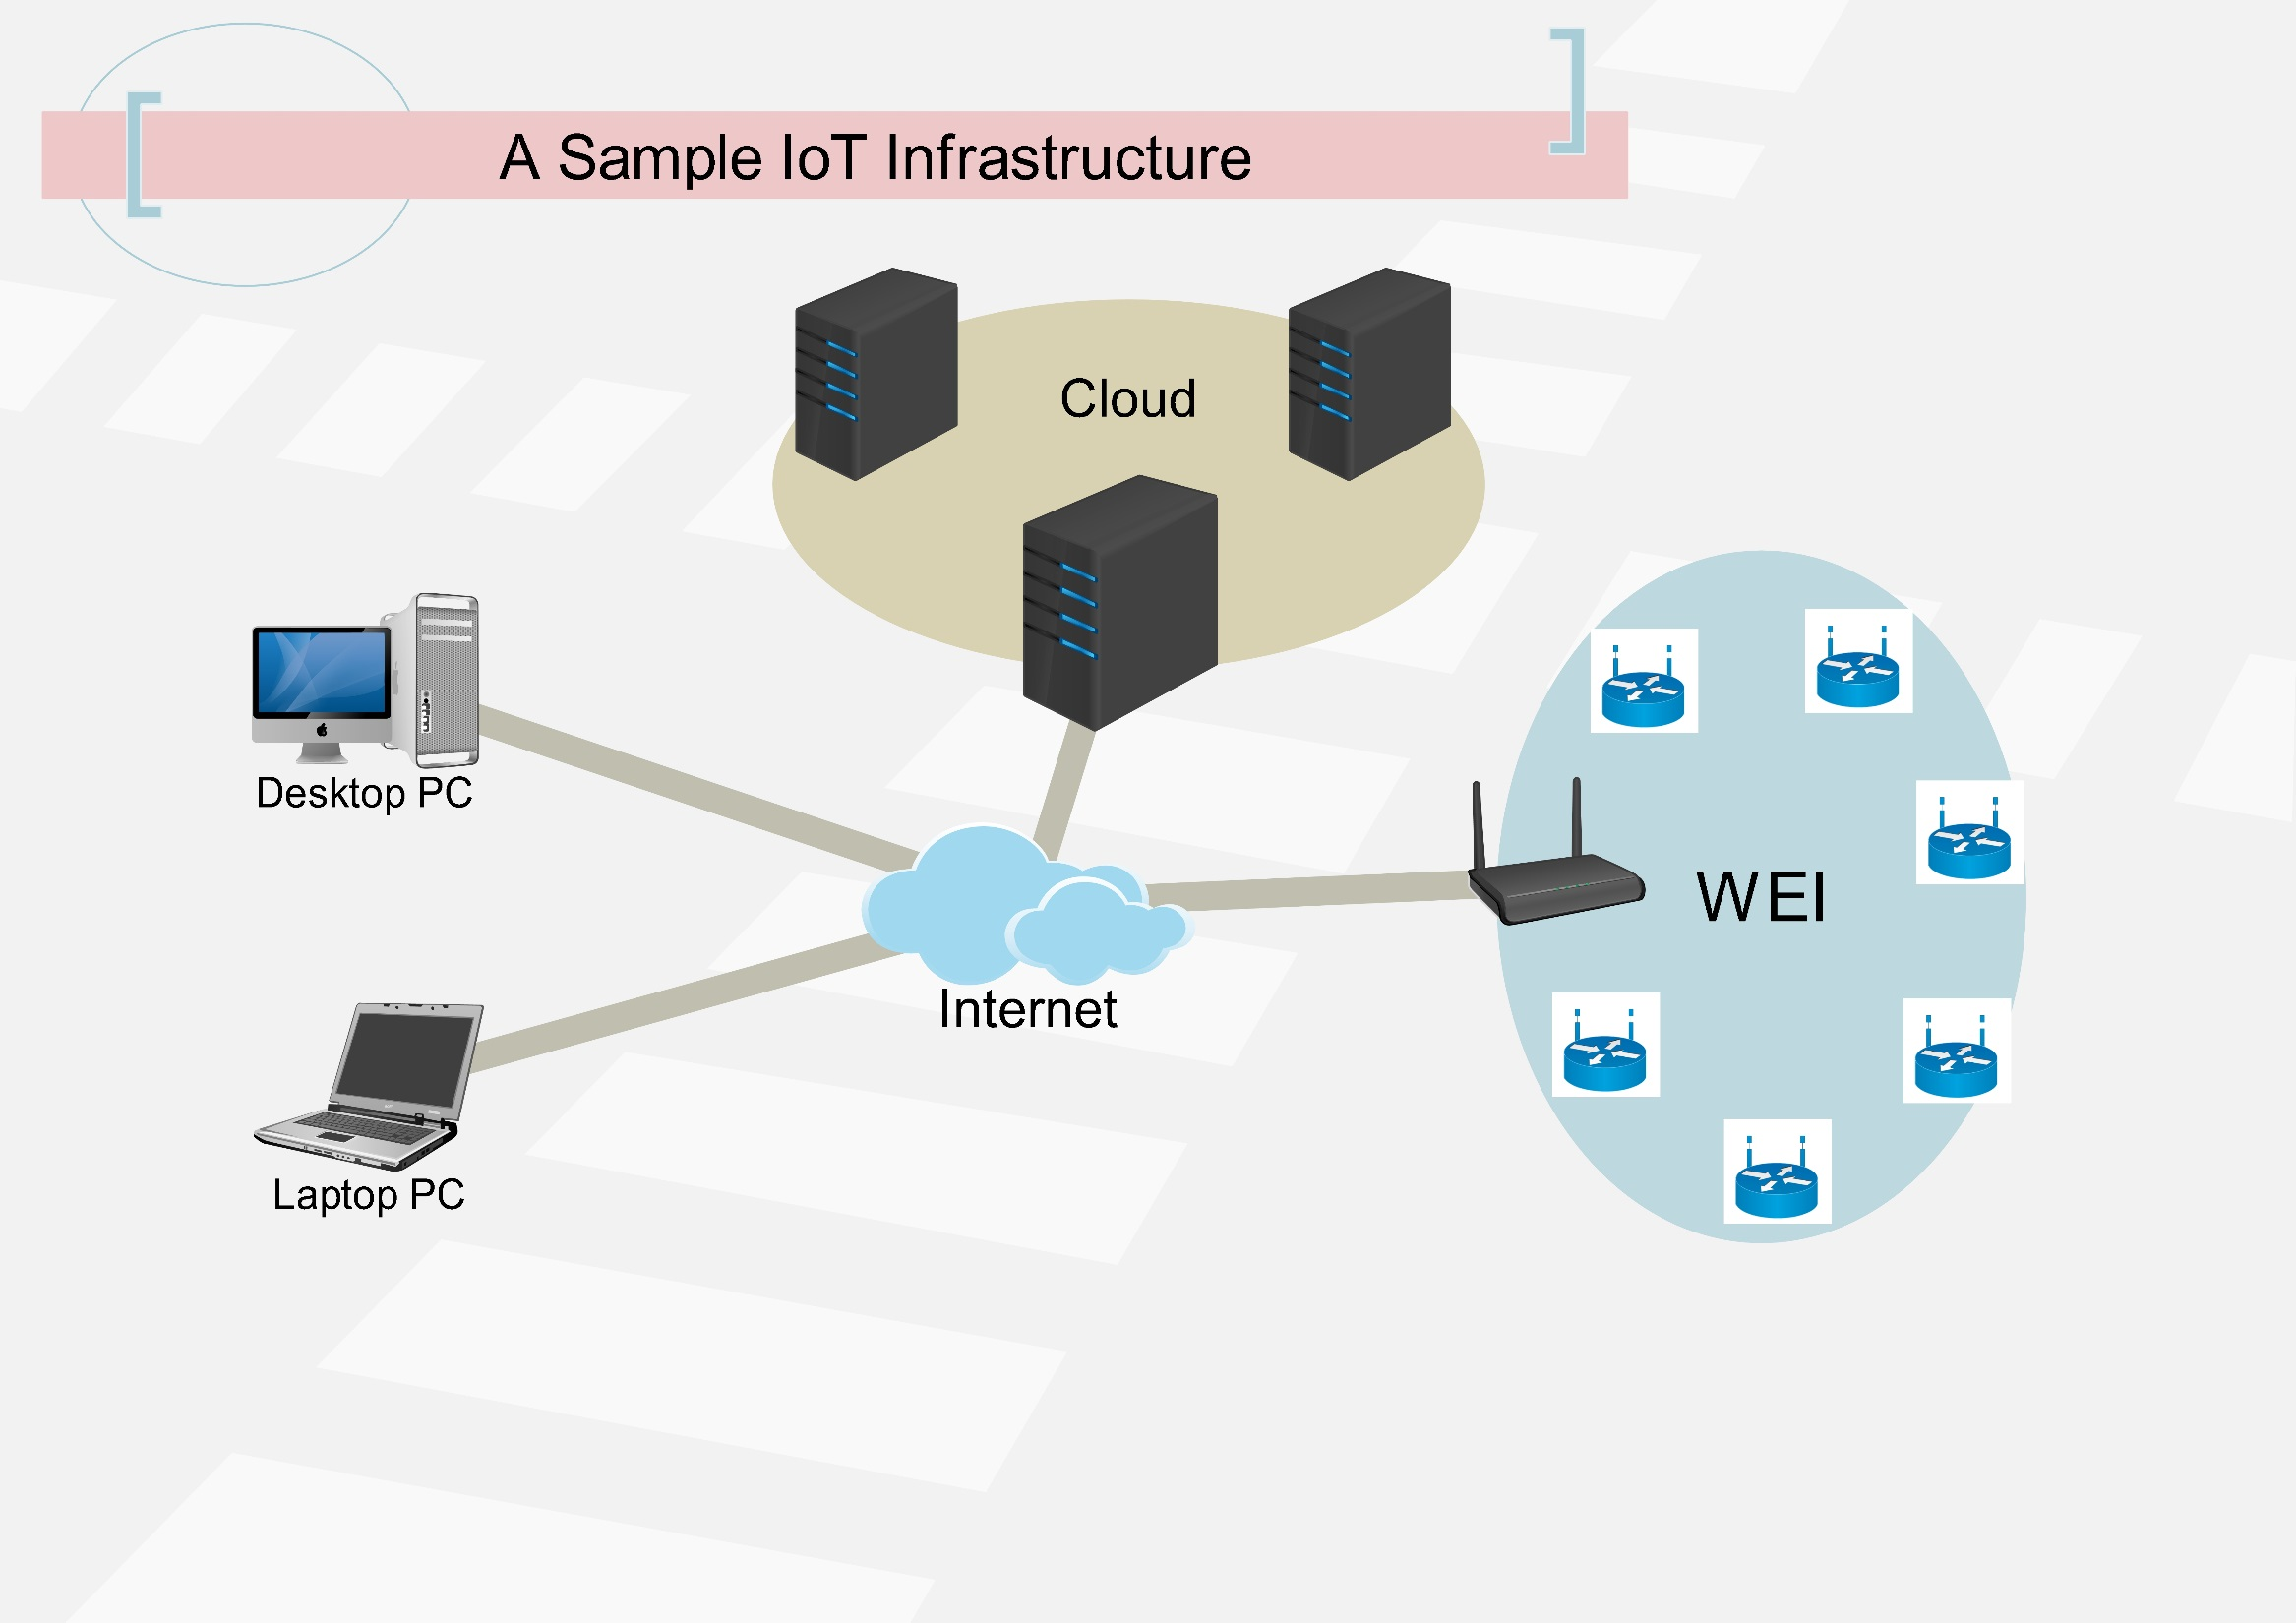 A Sample IoT Infrastructure
Cloud
Desktop PC
WEI
Internet
Laptop PC